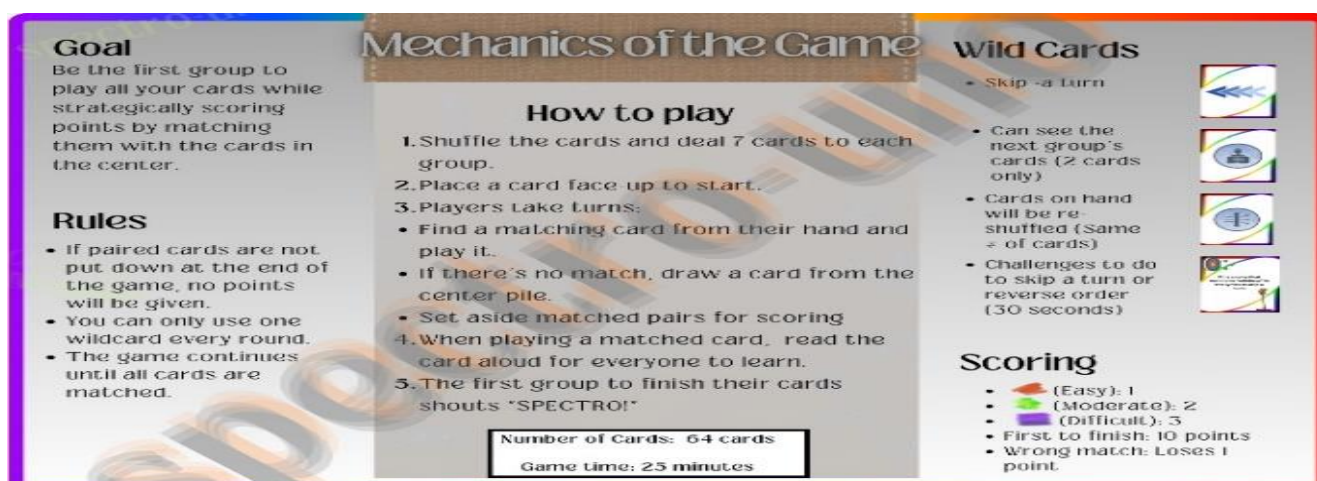 Goal
Be the first group to
play all your cards while
strategically scoring
points by matching
them with the cards in
the center.
Rules
• If paired cards are not
put down at the end of
the game, no points
will be given.
• You can only use one
wildcard every round.
• The game continues
until all cards are
matched.
Mechanics of the Game
How to play
1. Shuffle the cards and deal 7 cards to each
group.
2. Place a card face up to start.
3. Players take turns:
• Find a matching card from their hand and
play it.
• If there's no match, draw a card from the
center pile.
• Set aside matched pairs for scoring
4. When playing a matched card, read the
card aloud for everyone to learn.
5. The first group to finish their cards
shouts "SPECTRO!"
Number of Cards: 64 cards
Game time: 25 minutes
Wild Cards
• Skip -a turn
• Can see the
next group's
cards (2 cards
only)
• Cards on hand
will be re-
shuffled (Same
# of cards)
• Challenges to do
to skip a turn or
reverse order
(30 seconds)
Scoring
• (Easy): 1
• (Moderate): 2
• (Difficult): 3
• First to finish: 10 points
• Wrong match: Loses 1
point
spectro-uno